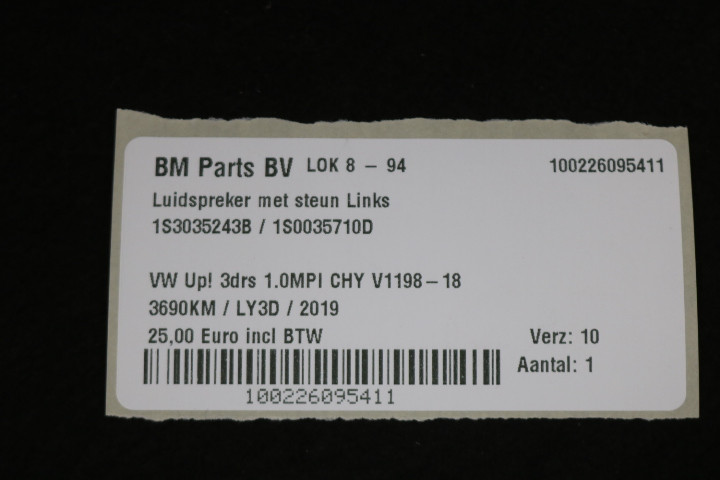 BM Parts BV LOK 8 - 94 100226095411
Luidspreker met steun Links
1S3035243B / 1S0035710D
VW Up! 3drs 1.0MPI CHY V1198-18
3690KM / LY3D / 2019
25,00 Euro incl BTW Verz: 10
Aantal: 1
100226095411